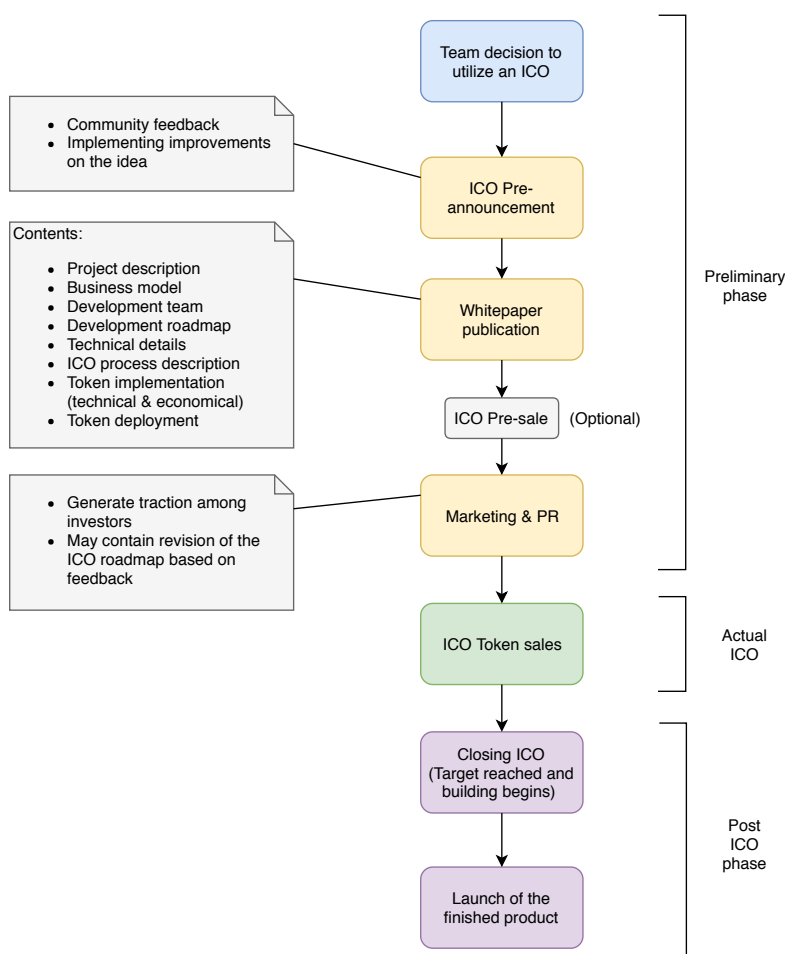 Team decision to
utilize an ICO
• Community feedback
• Implementing improvements
on the idea
ICO Pre-
announcement
Contents:
• Project description
• Business model
• Development team
• Development roadmap
• Technical details
• ICO process description
• Token implementation
(technical & economical)
• Token deployment
Whitepaper
publication
Preliminary
phase
ICO Pre-sale (Optional)
• Generate traction among
investors
• May contain revision of the
ICO roadmap based on
feedback
Marketing & PR
ICO Token sales
Actual
ICO
Closing ICO
(Target reached and
building begins)
Post
ICO
phase
Launch of the
finished product